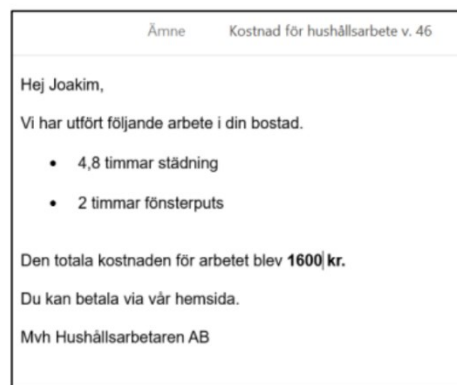 Ämne Kostnad för hushållsarbete v. 46
Hej Joakim,
Vi har utfört följande arbete i din bostad.
• 4,8 timmar städning
• 2 timmar fönsterputs
Den totala kostnaden för arbetet blev 1600 kr.
Du kan betala via vår hemsida.
Mvh Hushållsarbetaren AB